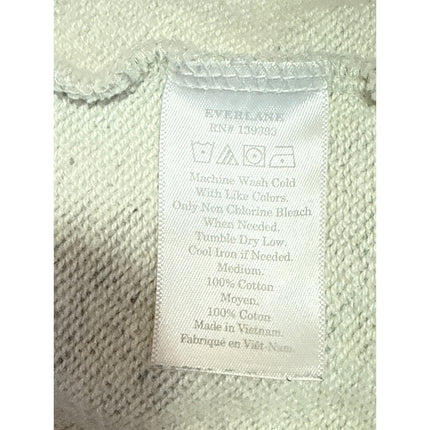 EVERLANE
RN# 139393
Machine Wash Cold
With Like Colors.
Only Non Chlorine Bleach
When Needed.
Tumble Dry Low.
Cool Iron if Needed.
Medium.
100% Cotton
Moyen.
100% Coton
Made in Vietnam.
Fabriqué en Viêt-Nam.